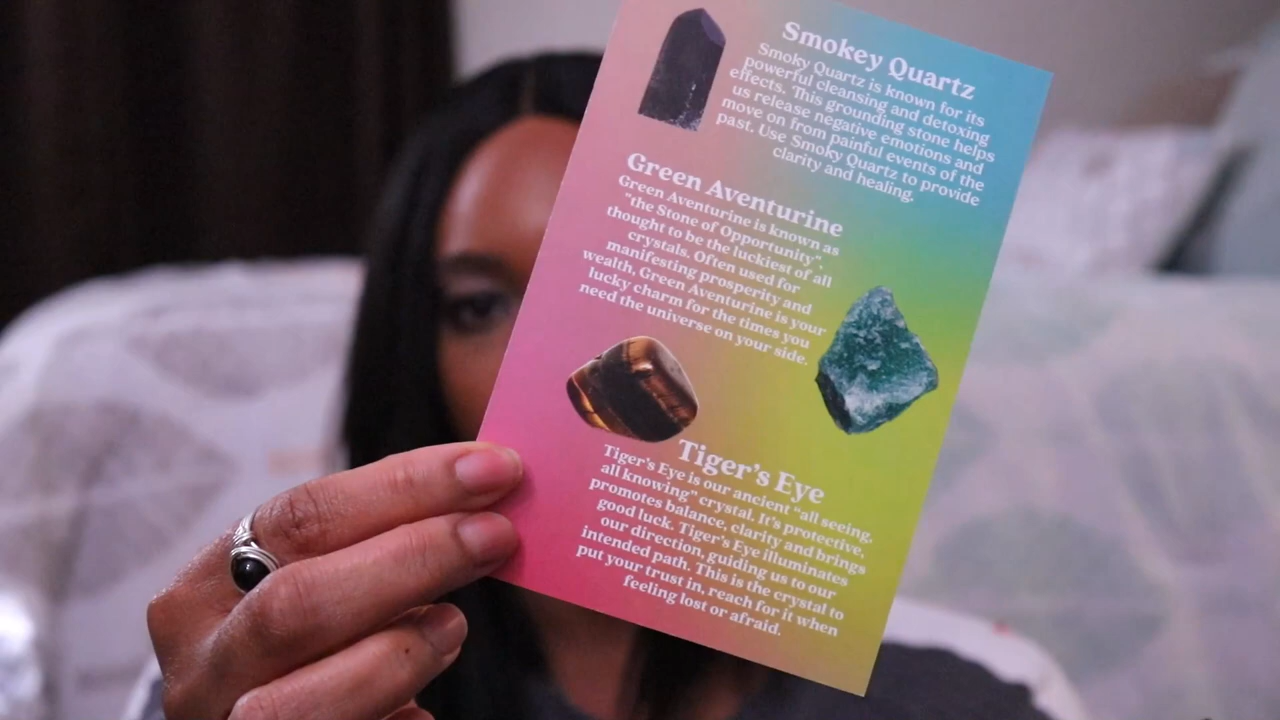 Smokey Quartz
Smoky Quartz is known for its
powerful cleansing and detoxing
effects. This grounding stone helps
us release negative emotions and
move on from painful events of the
past. Use Smoky Quartz to provide
clarity and healing.
Green Aventurine
Green Aventurine is known as
"the Stone of Opportunity",
thought to be the luckiest of all
crystals. Often used for
manifesting prosperity and
wealth, Green Aventurine is your
lucky charm for the times you
need the universe on your side.
Tiger's Eye
Tiger's Eye is our ancient "all seeing,
all knowing" crystal. It's protective,
promotes balance, clarity and brings
good luck. Tiger's Eye illuminates
our direction, guiding us to our
intended path. This is the crystal to
put your trust in, reach for it when
feeling lost or afraid.